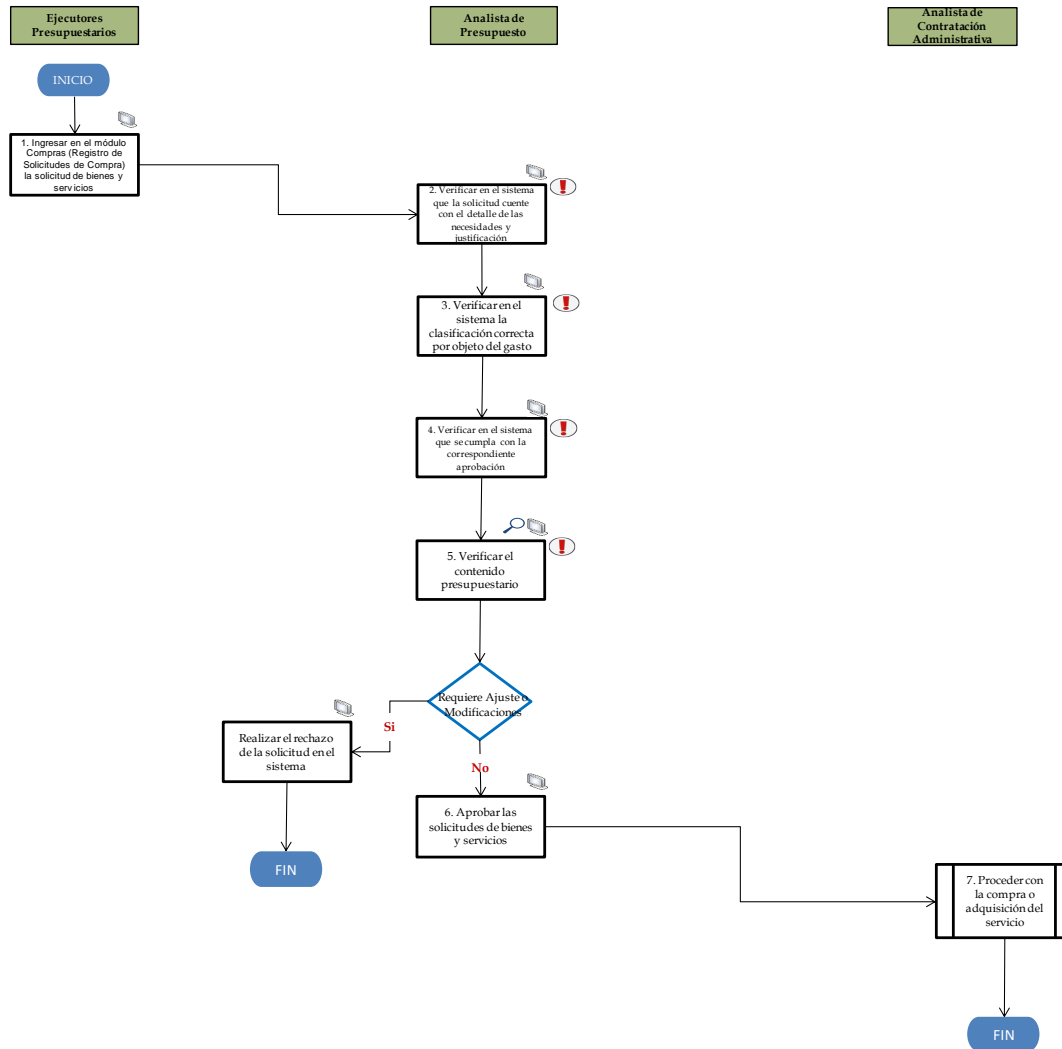 Ejecutores
Presupuestarios
Analista de
Presupuesto
Analista de
Contratación
Administrativa
INICIO
1. Ingresar en el módulo
Compras (Registro de
Solicitudes de Compra)
la solicitud de bienes y
servicios
2. Verificar en el sistema
que la solicitud cuente
con el detalle de las
necesidades y
justificación
3. Verificar en el
sistema la
clasificación correcta
por objeto del gasto
4. Verificar en el sistema
que se cumpla con la
correspondiente
aprobación
5. Verificar el
contenido
presupuestario
Requiere Ajuste o
Modificaciones
Si
No
Realizar el rechazo
de la solicitud en el
sistema
FIN
6. Aprobar las
solicitudes de bienes
y servicios
7. Proceder con
la compra o
adquisición del
servicio
FIN